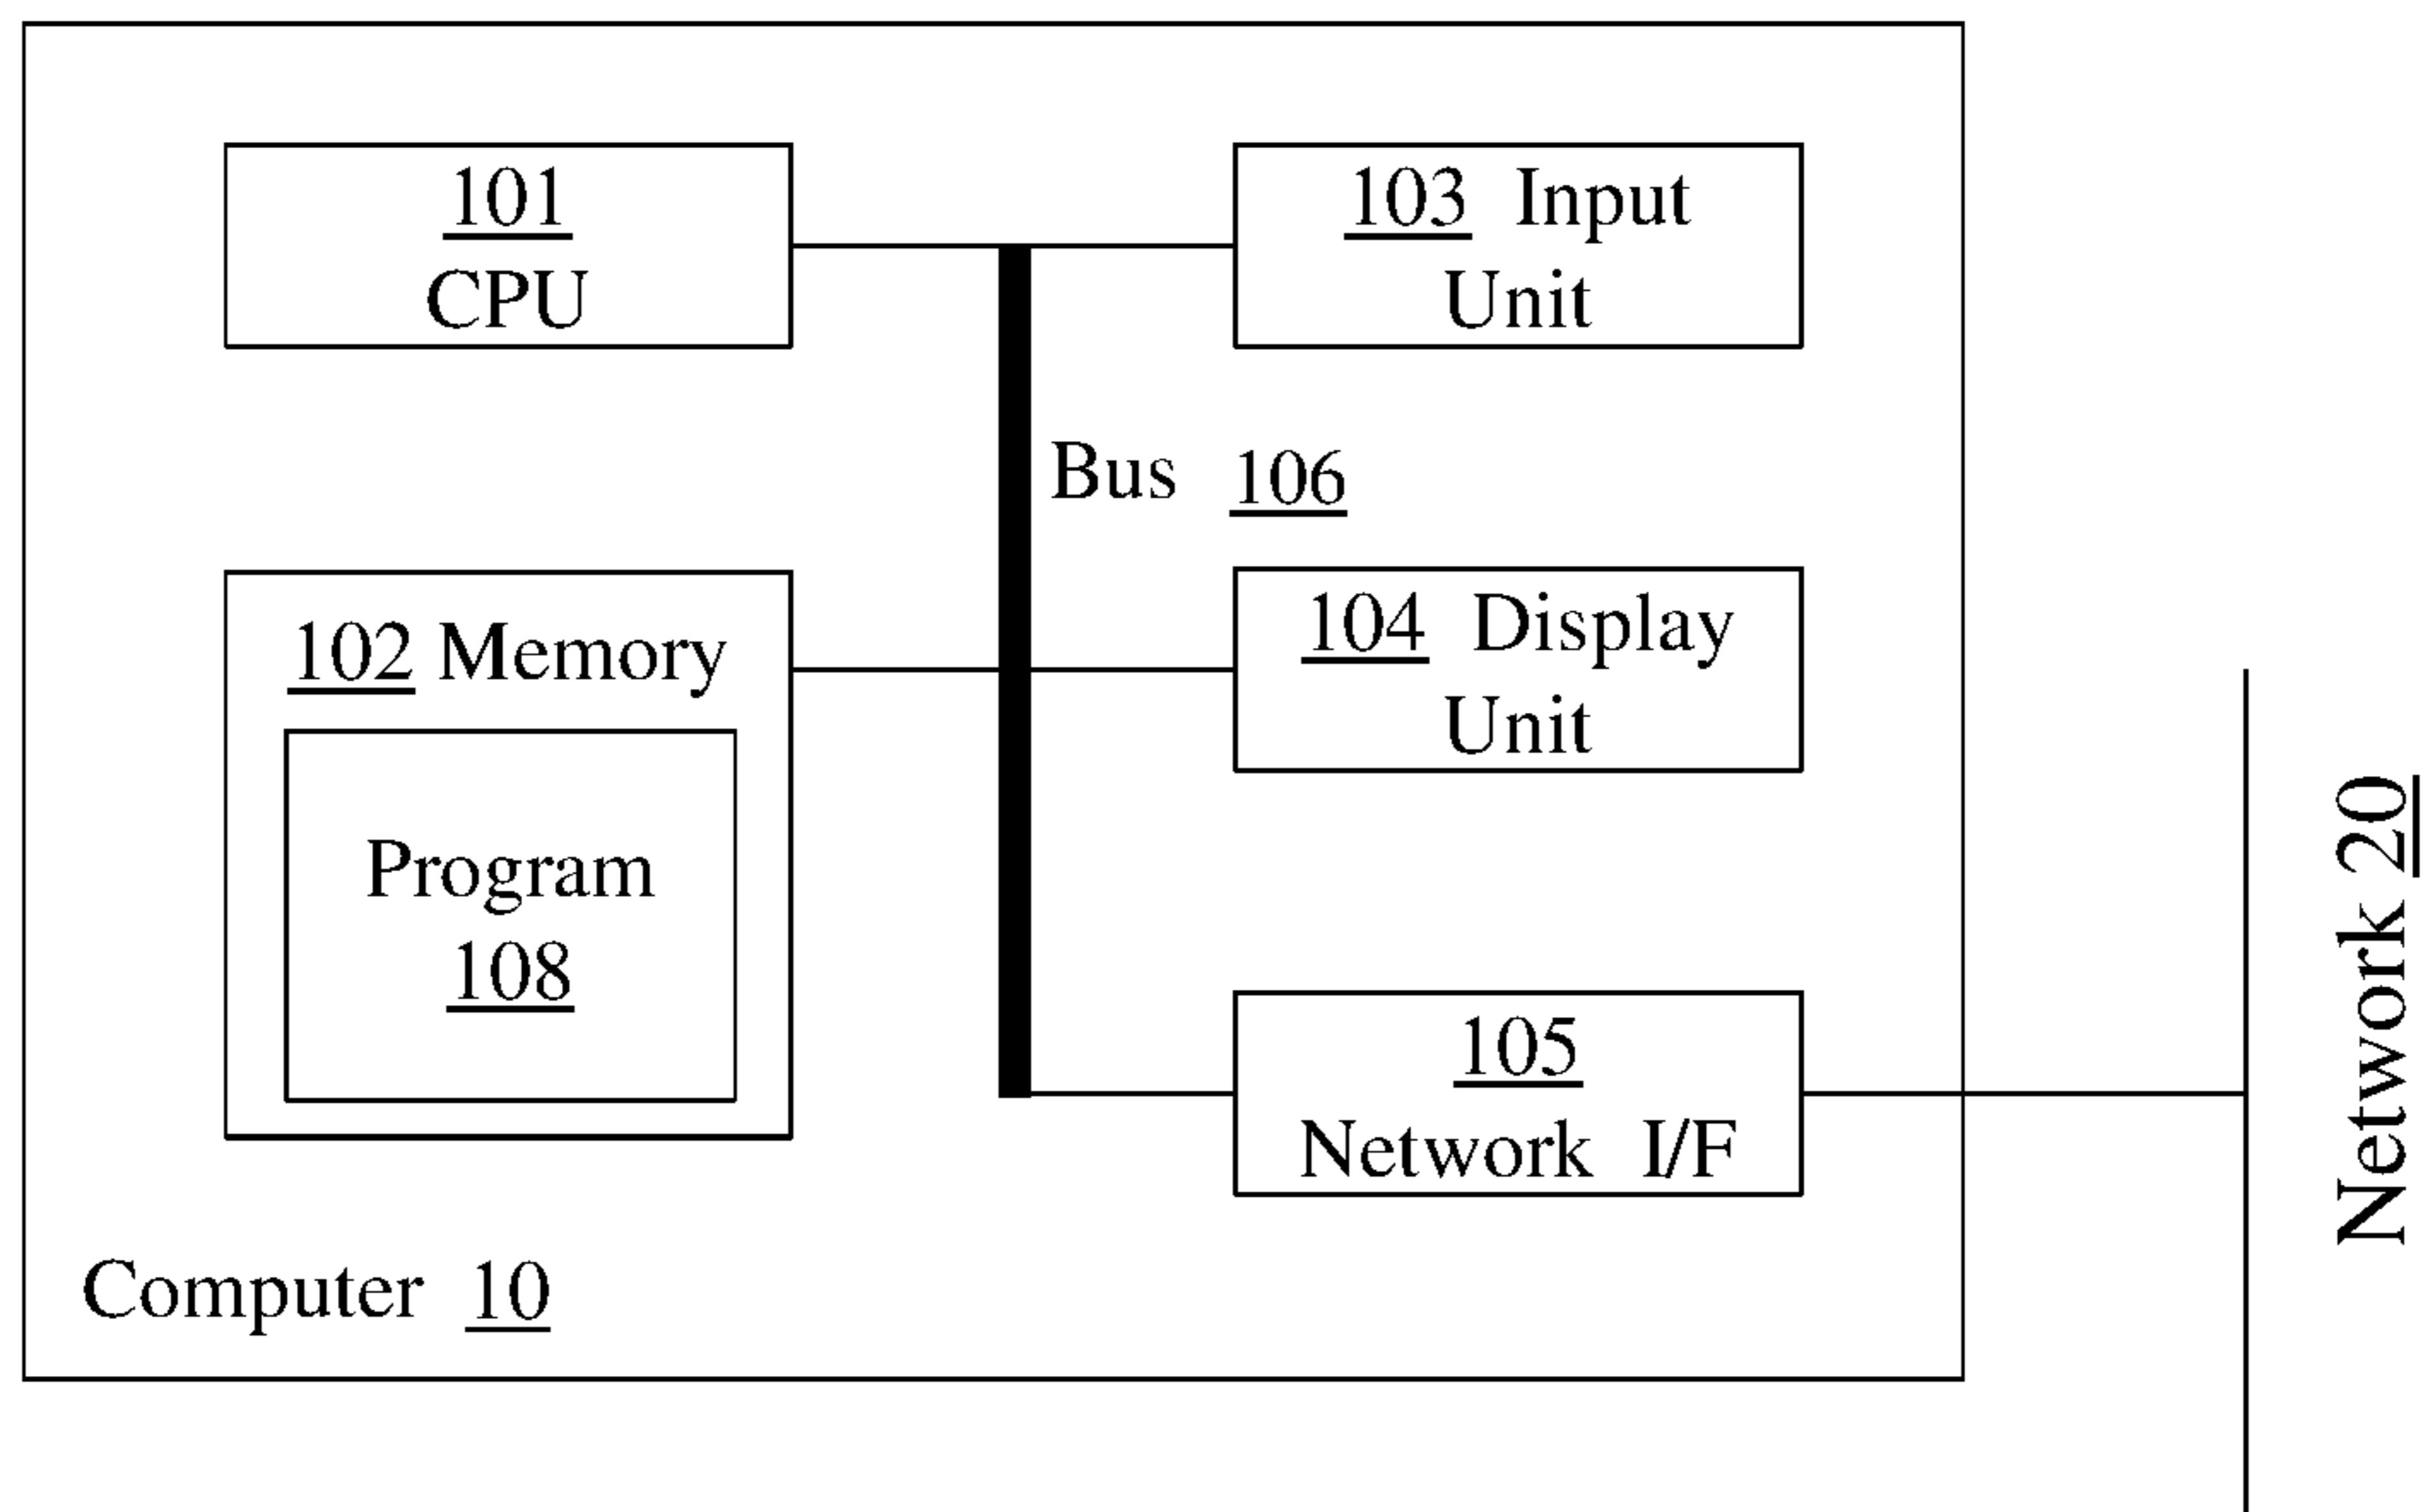 101
CPU
103 Input
Unit
Bus 106
102 Memory
104 Display
Unit
Program
108
105
Network I/F
Computer 10
Network 20